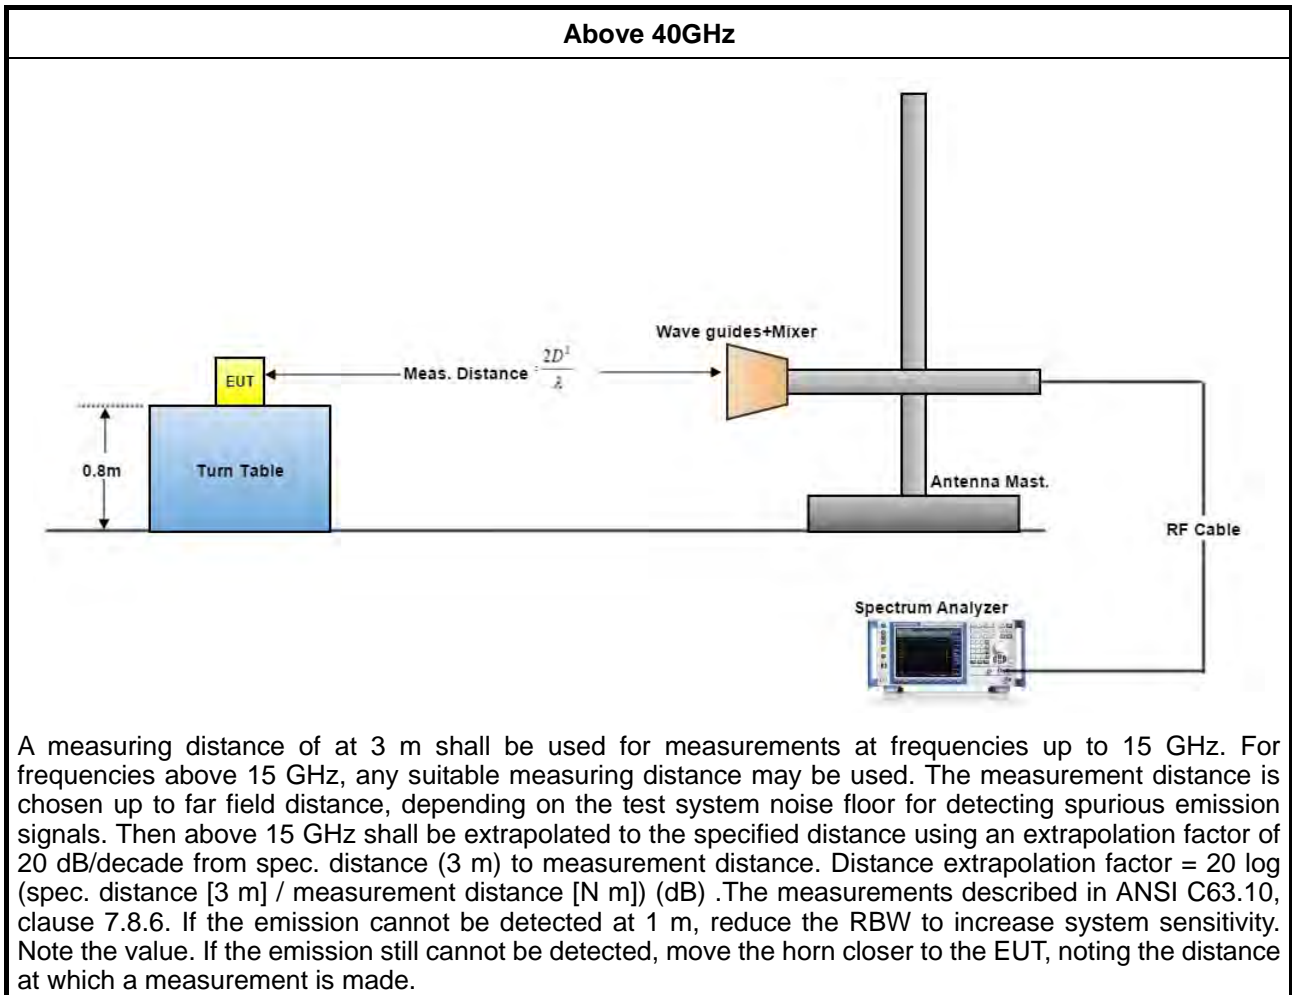 Above 40GHz
Wave guides+Mixer
EUT
Meas. Distance : 2D²/λ
0.8m
Turn Table
Antenna Mast.
RF Cable
Spectrum Analyzer
A measuring distance of at 3 m shall be used for measurements at frequencies up to 15 GHz. For
frequencies above 15 GHz, any suitable measuring distance may be used. The measurement distance is
chosen up to far field distance, depending on the test system noise floor for detecting spurious emission
signals. Then above 15 GHz shall be extrapolated to the specified distance using an extrapolation factor of
20 dB/decade from spec. distance (3 m) to measurement distance. Distance extrapolation factor = 20 log
(spec. distance [3 m] / measurement distance [N m]) (dB) .The measurements described in ANSI C63.10,
clause 7.8.6. If the emission cannot be detected at 1 m, reduce the RBW to increase system sensitivity.
Note the value. If the emission still cannot be detected, move the horn closer to the EUT, noting the distance
at which a measurement is made.